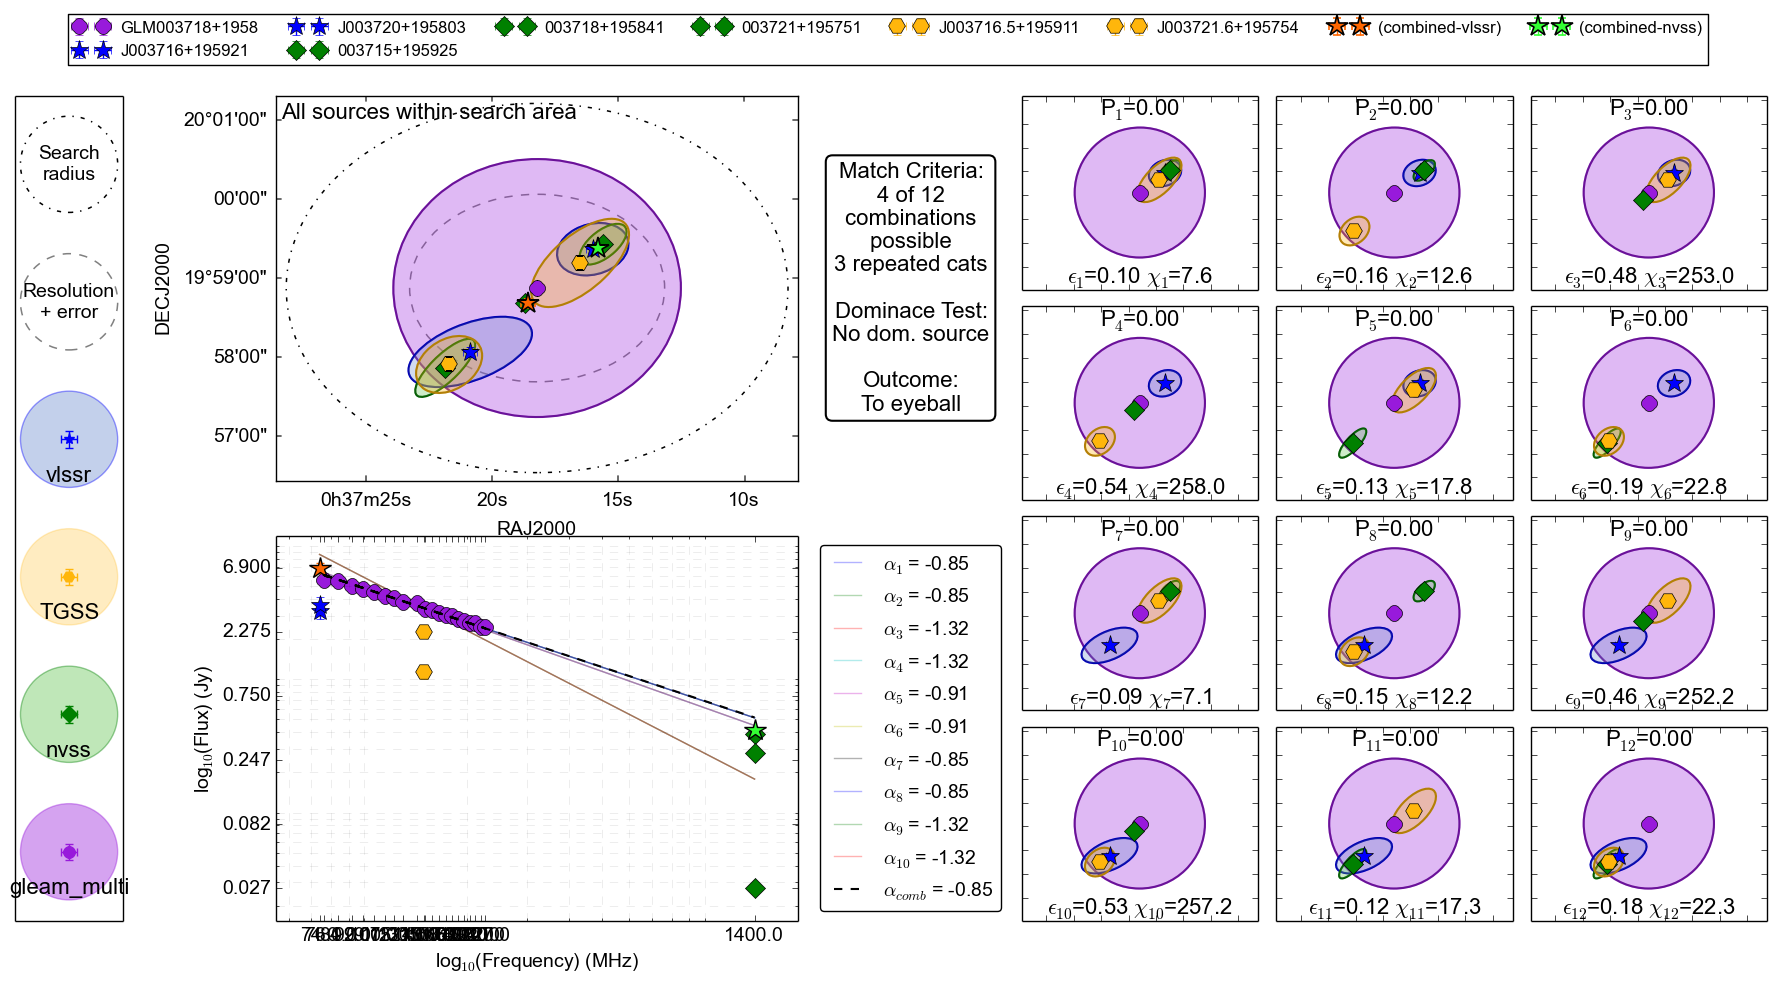 GLM003718+1958 J003720+195803 003718+195841 003721+195751 J003716.5+195911 J003721.6+195754 (combined-vlssr) (combined-nvss)
J003716+195921 003715+195925
Search
radius
Resolution
+ error
vlssr
TGSS
nvss
gleam_multi
All sources within search area
DECJ2000
20°01'00"
00'00"
19°59'00"
58'00"
57'00"
0h37m25s 20s 15s 10s
RAJ2000
Match Criteria:
4 of 12
combinations
possible
3 repeated cats
Dominace Test:
No dom. source
Outcome:
To eyeball
log₁₀(Flux) (Jy)
6.900
2.275
0.750
0.247
0.082
0.027
1400.0
log₁₀(Frequency) (MHz)
α₁ = -0.85
α₂ = -0.85
α₃ = -1.32
α₄ = -1.32
α₅ = -0.91
α₆ = -0.91
α₇ = -0.85
α₈ = -0.85
α₉ = -1.32
α₁₀ = -1.32
α_comb = -0.85
P₁=0.00 P₂=0.00 P₃=0.00
ϵ₁=0.10 χ₁=7.6 ϵ₂=0.16 χ₂=12.6 ϵ₃=0.48 χ₃=253.0
P₄=0.00 P₅=0.00 P₆=0.00
ϵ₄=0.54 χ₄=258.0 ϵ₅=0.13 χ₅=17.8 ϵ₆=0.19 χ₆=22.8
P₇=0.00 P₈=0.00 P₉=0.00
ϵ₇=0.09 χ₇=7.1 ϵ₈=0.15 χ₈=12.2 ϵ₉=0.46 χ₉=252.2
P₁₀=0.00 P₁₁=0.00 P₁₂=0.00
ϵ₁₀=0.53 χ₁₀=257.2 ϵ₁₁=0.12 χ₁₁=17.3 ϵ₁₂=0.18 χ₁₂=22.3